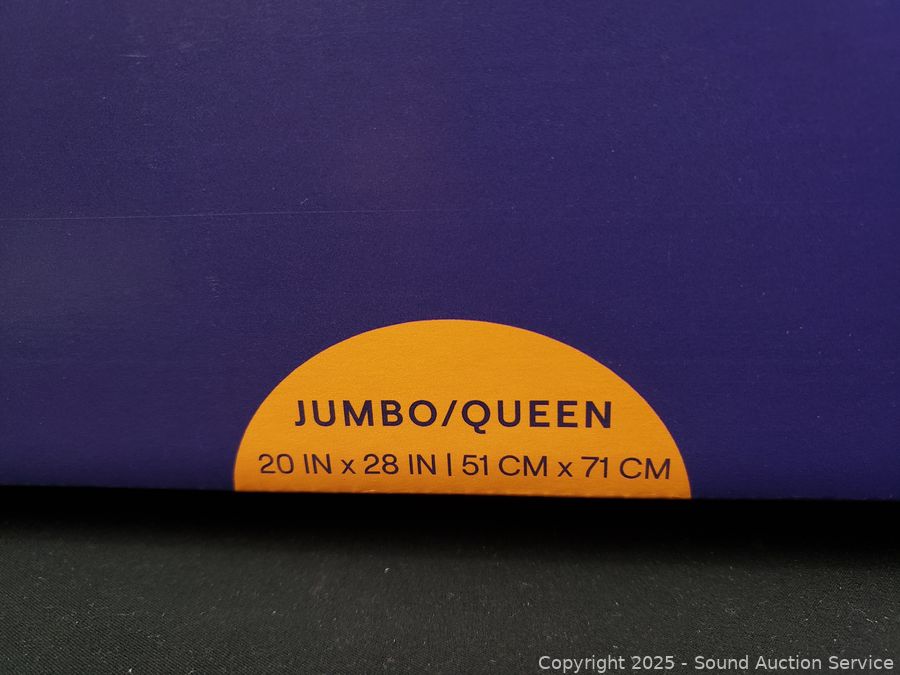 JUMBO/QUEEN
20 IN x 28 IN | 51 CM x 71 CM
Copyright 2025 - Sound Auction Service